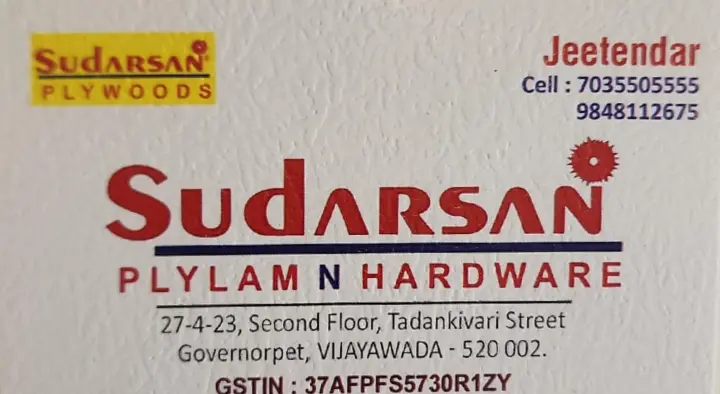 SudARSAN
PLYWOODS
Jeetendar
Cell : 7035505555
9848112675
SudARSAN
PLYLAM N HARDWARE
27-4-23, Second Floor, Tadankivari Street
Governorpet, VIJAYAWADA - 520 002.
GSTIN : 37AFPFS5730R1ZY